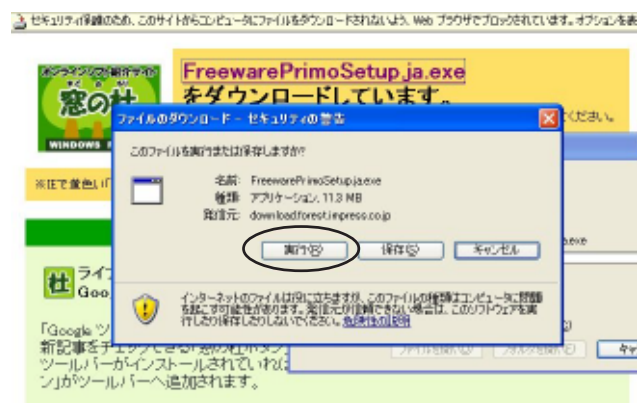 セキュリティ保護のため、このサイトからコンピュータにファイルをダウンロードされないよう、Web ブラウザでブロックされています。オプションを表
オンラインソフト紹介サイト
窓の杜
WINDOWS
FreewarePrimoSetup_ja.exe
をダウンロードしています。
ください。
ファイルのダウンロード - セキュリティの警告
このファイルを実行または保存しますか?
名前: FreewarePrimoSetup_ja.exe
種類: アプリケーション, 11.3 MB
発信元: download.forest.impress.co.jp
実行(R) 保存(S) キャンセル
インターネットのファイルは役に立ちますが、このファイルの種類はコンピュータに問題
を起こす可能性があります。発信元が信頼できない場合は、このソフトウェアを実
行したり保存したりしないでください。危険性の説明
杜 ライ
Goo
「Google ツ
新記事をチェックできる「窓の杜ボタン
ツールバーがインストールされていれば
ン」がツールバーへ追加されます。
a.exe
ファイルを開く(O) フォルダを開く(F) キャ